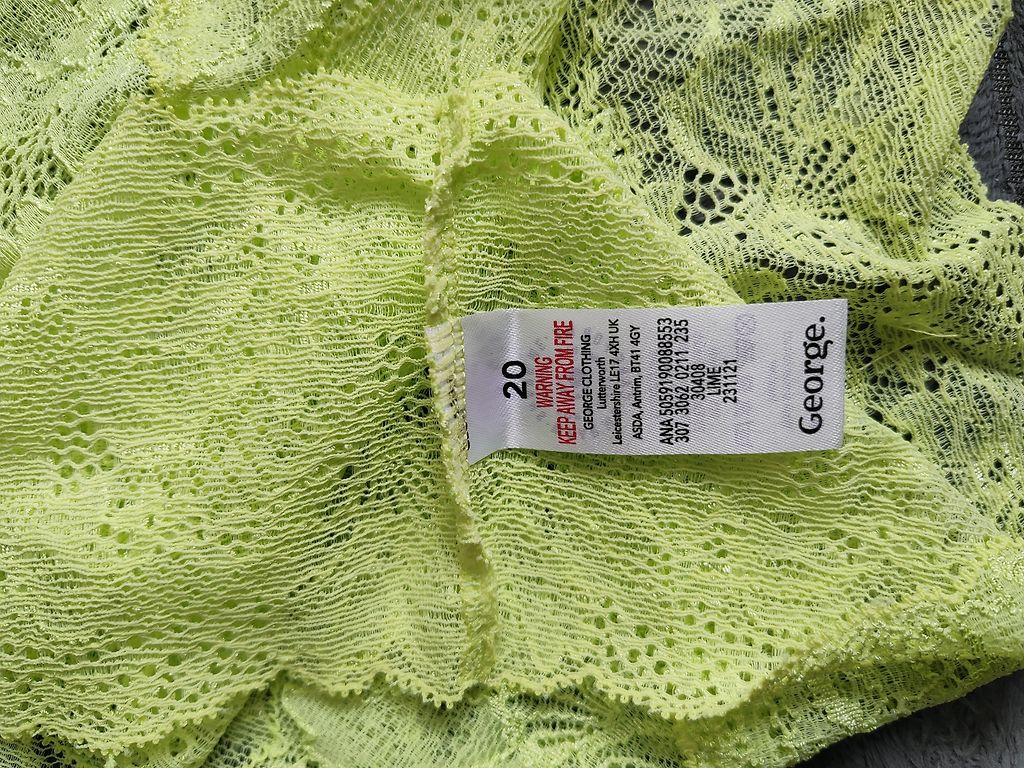 20
WARNING
KEEP AWAY FROM FIRE
GEORGE CLOTHING
Lutterworth
Leicestershire LE17 4XH UK
ASDA, Antrim, BT41 4GY
ANA 5059190088553
307 3062 0211 235
30408
LIME
231121
George.